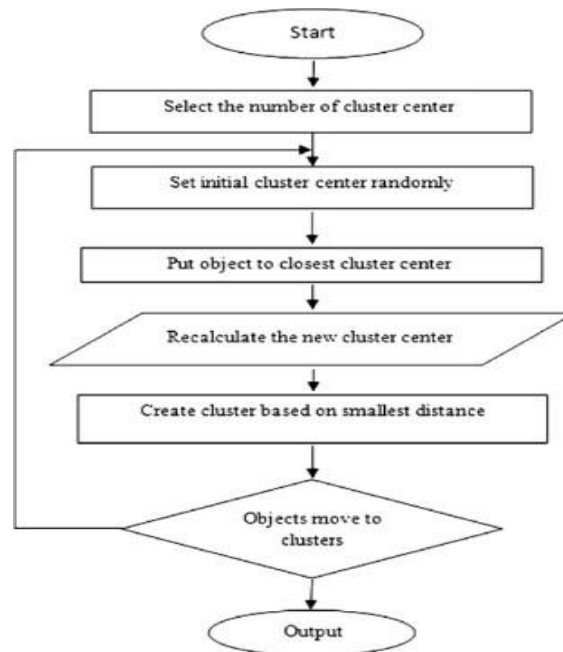 Start
Select the number of cluster center
Set initial cluster center randomly
Put object to closest cluster center
Recalculate the new cluster center
Create cluster based on smallest distance
Objects move to
clusters
Output